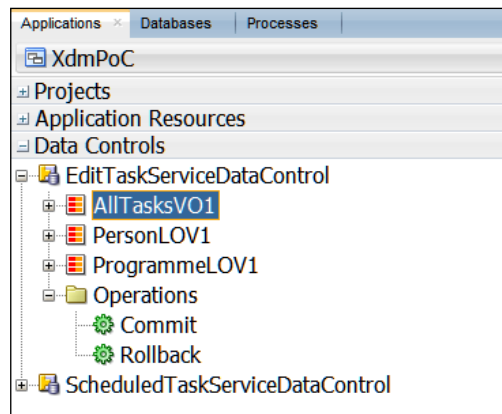 Applications Databases Processes
XdmPoC
Projects
Application Resources
Data Controls
EditTaskServiceDataControl
AllTasksVO1
PersonLOV1
ProgrammeLOV1
Operations
Commit
Rollback
ScheduledTaskServiceDataControl